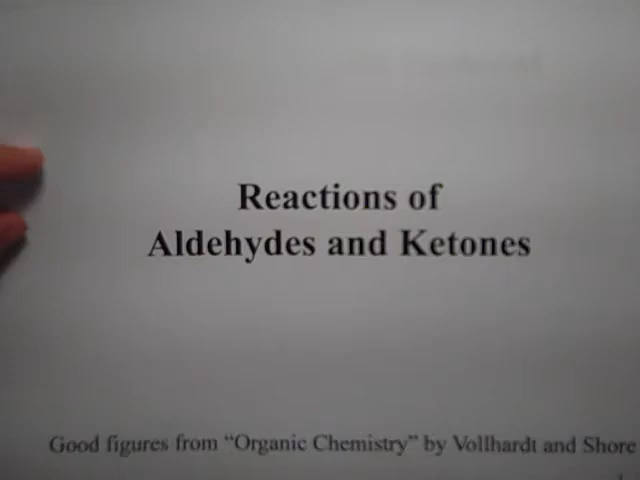 Reactions of
Aldehydes and Ketones
Good figures from “Organic Chemistry” by Vollhardt and Shore